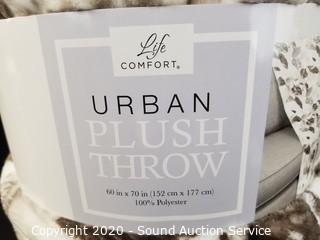 Life
COMFORT®
URBAN
PLUSH
THROW
60 in x 70 in (152 cm x 177 cm)
100% Polyester
Copyright 2020 - Sound Auction Service